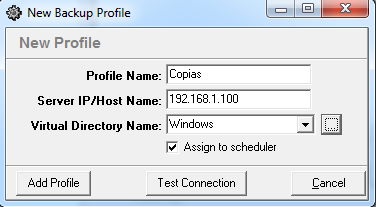 New Backup Profile
New Profile
Profile Name: Copias
Server IP/Host Name: 192.168.1.100
Virtual Directory Name: Windows ...
Assign to scheduler
Add Profile Test Connection Cancel